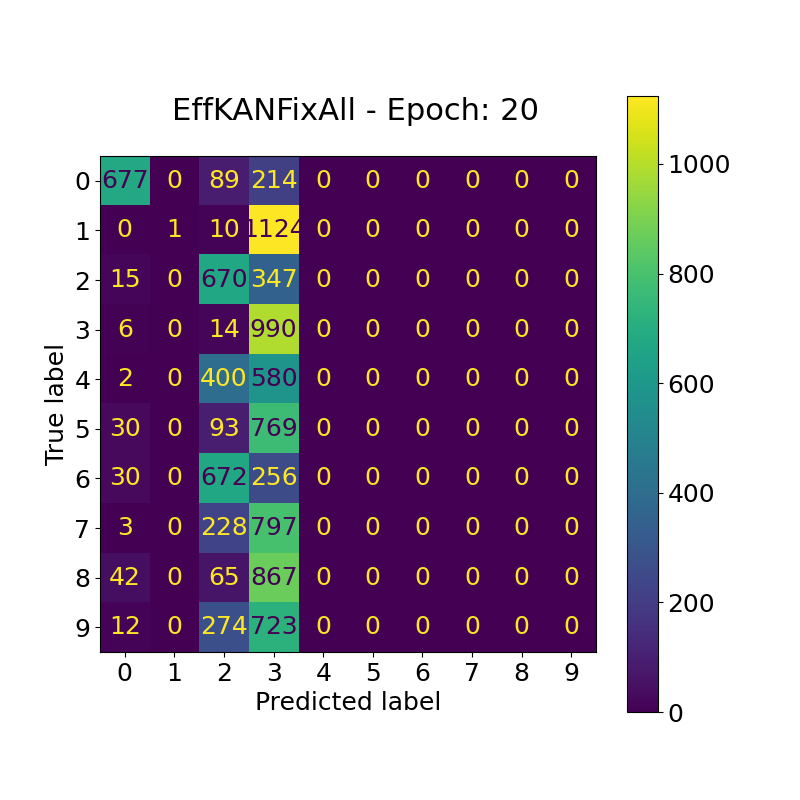 EffKANFixAll - Epoch: 20
0 677 0 89 214 0 0 0 0 0 0
1 0 1 10 1124 0 0 0 0 0 0
2 15 0 670 347 0 0 0 0 0 0
3 6 0 14 990 0 0 0 0 0 0
4 2 0 400 580 0 0 0 0 0 0
5 30 0 93 769 0 0 0 0 0 0
6 30 0 672 256 0 0 0 0 0 0
7 3 0 228 797 0 0 0 0 0 0
8 42 0 65 867 0 0 0 0 0 0
9 12 0 274 723 0 0 0 0 0 0
0 1 2 3 4 5 6 7 8 9
Predicted label
True label
1000
800
600
400
200
0